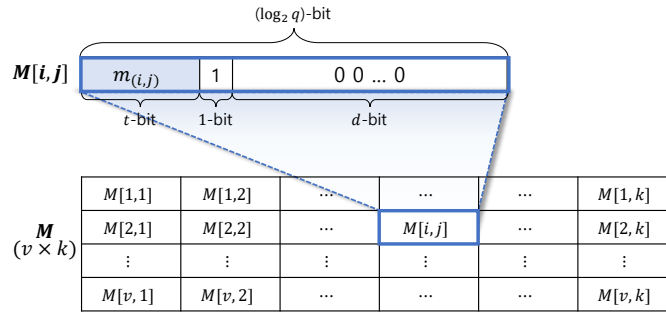 (log₂ q)-bit
M[i,j] m₍ᵢ,ⱼ₎ 1 0 0 ... 0
t-bit 1-bit d-bit
M[1,1] M[1,2] ⋯ ⋯ ⋯ M[1,k]
M[2,1] M[2,2] ⋯ M[i,j] ⋯ M[2,k]
M
(v × k)
⋮ ⋮ ⋮ ⋮ ⋮ ⋮
M[v,1] M[v,2] ⋯ ⋯ ⋯ M[v,k]